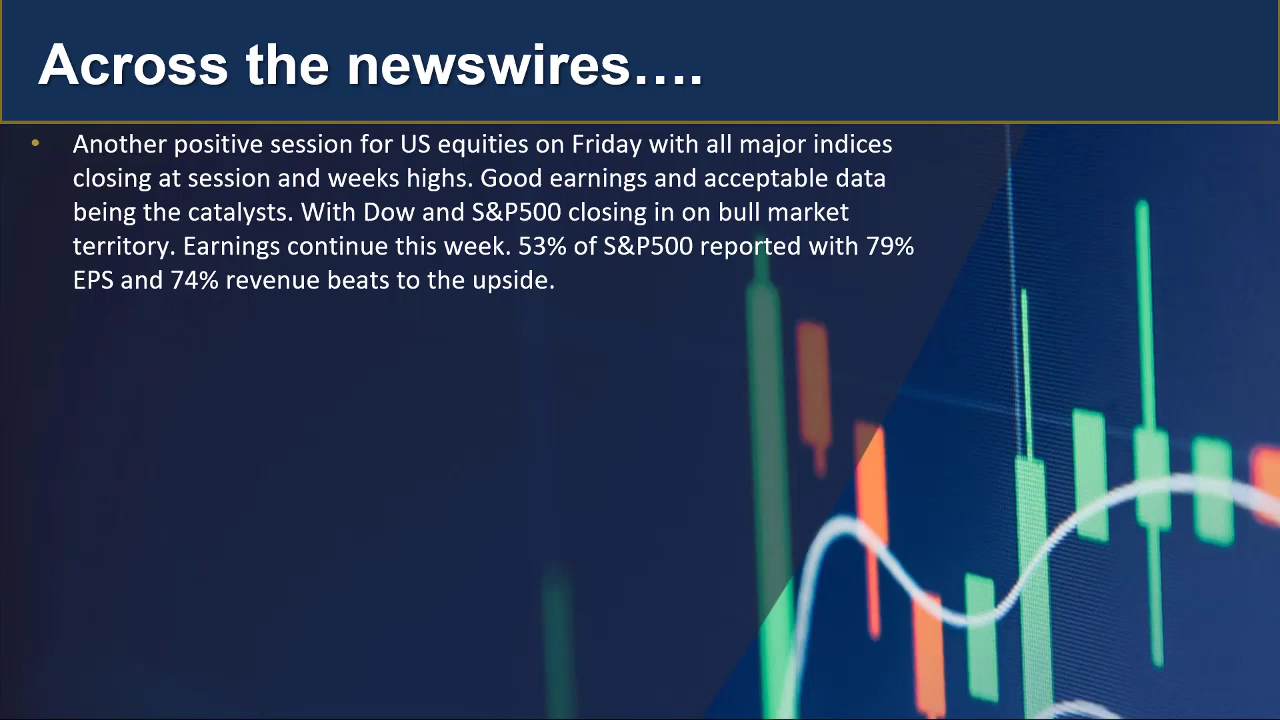 Across the newswires….
• Another positive session for US equities on Friday with all major indices
closing at session and weeks highs. Good earnings and acceptable data
being the catalysts. With Dow and S&P500 closing in on bull market
territory. Earnings continue this week. 53% of S&P500 reported with 79%
EPS and 74% revenue beats to the upside.